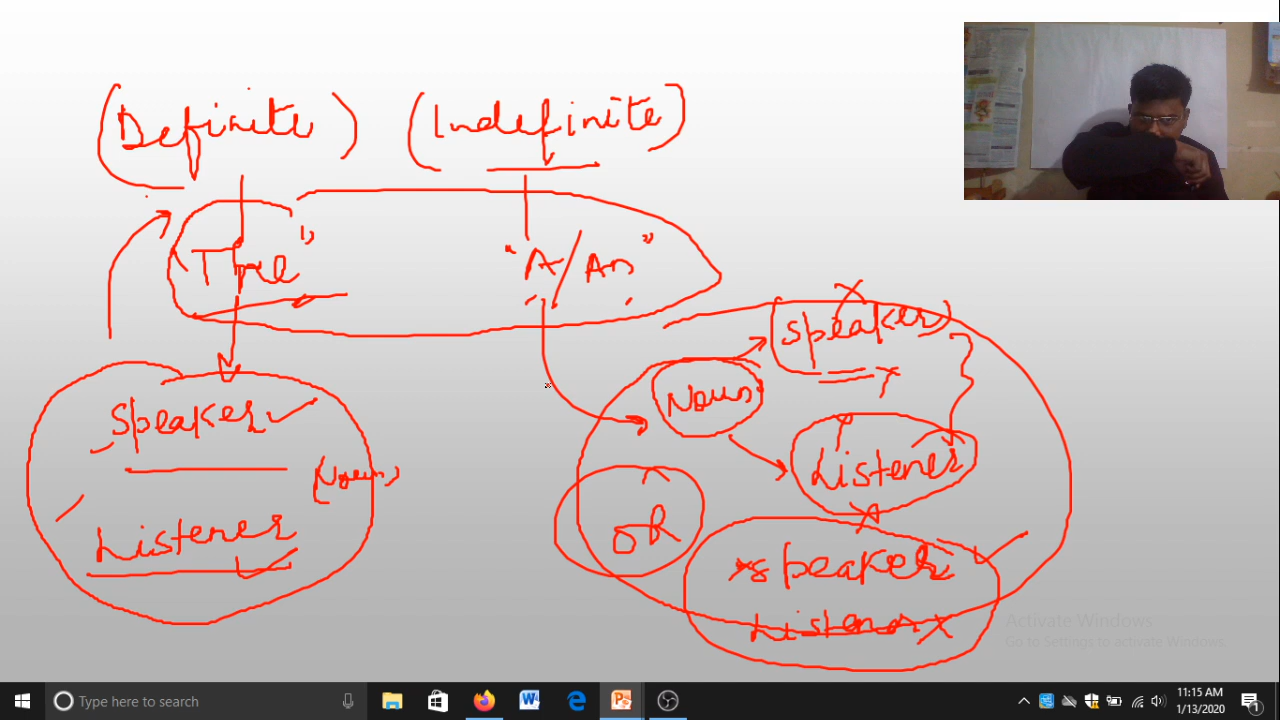 (Definite) (Indefinite)
"The" "A/An"
Speaker
Noun
Speaker
(Noun)
Listener
Listener
OR
Speaker
Listener
Activate Windows
Go to Settings to activate Windows.
Type here to search
11:15 AM
1/13/2020